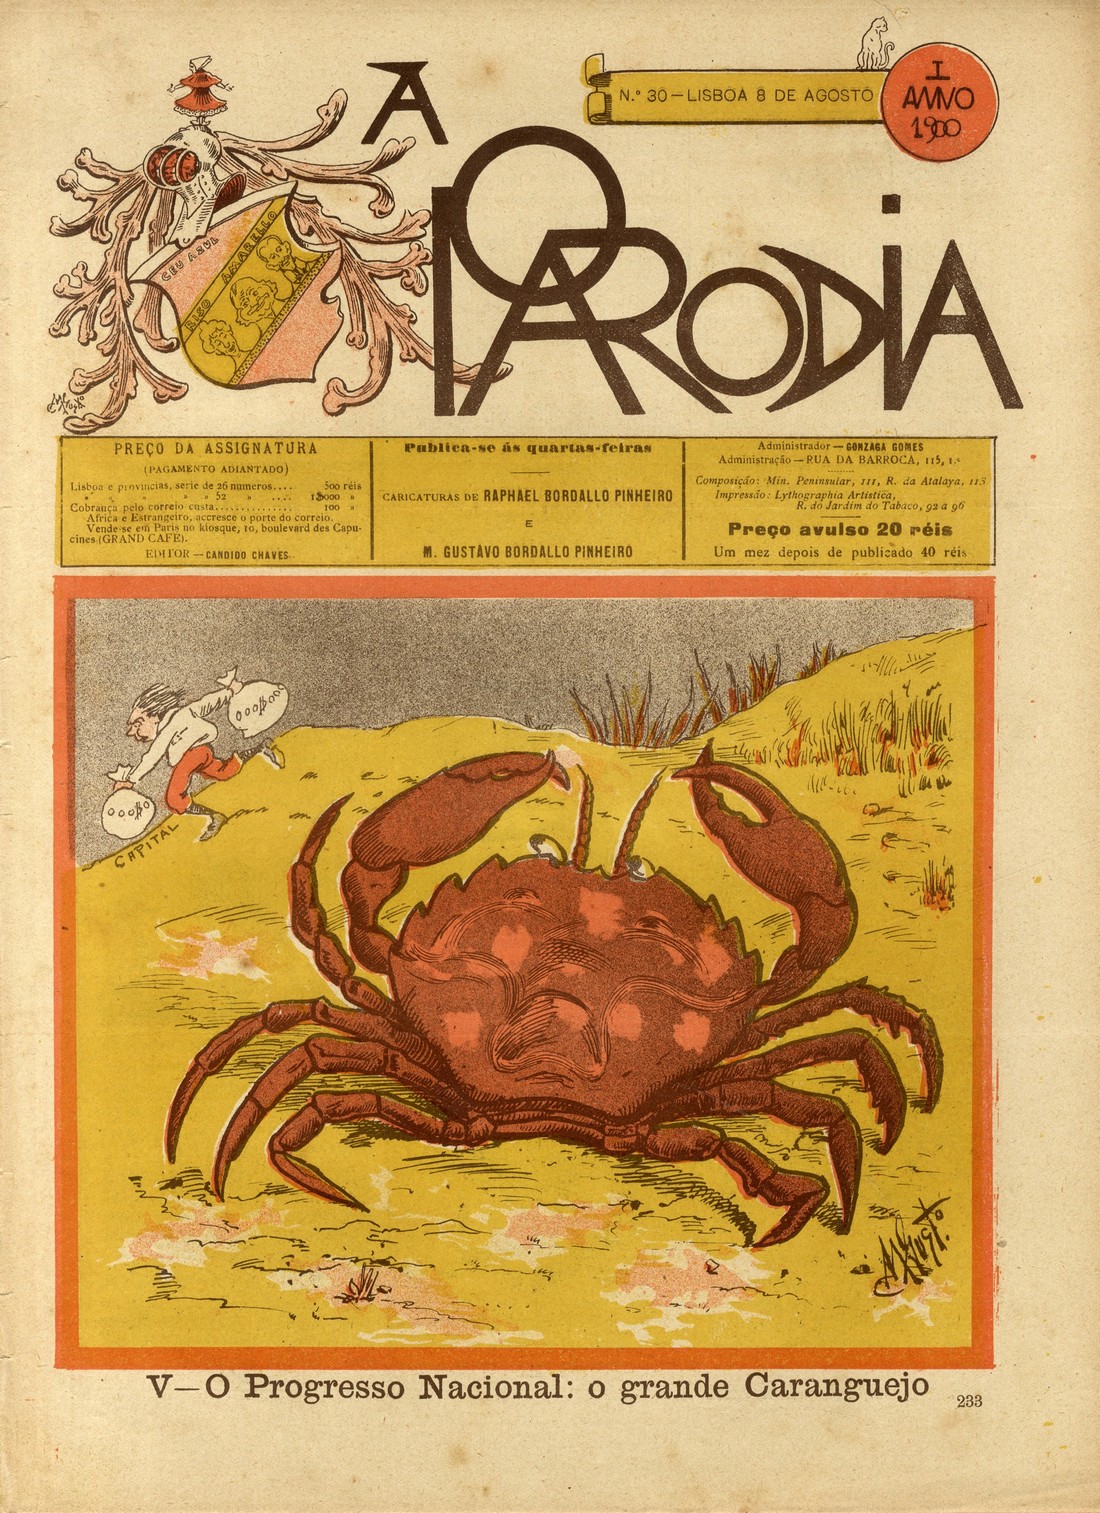 A PARODIA
N.º 30 — LISBOA 8 DE AGOSTO
I
ANNO
1900
CEU AZUL
RISO AMARELLO
PREÇO DA ASSIGNATURA
(PAGAMENTO ADIANTADO)
Lisboa e provincias, serie de 26 numeros.... 500 réis
" " " " 52 " .... 1$000 "
Cobrança pelo correio custa............... 100 "
Africa e Estrangeiro, accresce o porte do correio.
Vende-se em Paris no kiosque, 10, boulevard des Capu-
cines (GRAND CAFÉ).
EDITOR — CANDIDO CHAVES
Publica-se ás quartas-feiras
CARICATURAS DE RAPHAEL BORDALLO PINHEIRO
E
M. GUSTAVO BORDALLO PINHEIRO
Administrador — GONZAGA GOMES
Administração — RUA DA BARROCA, 115, 1.º
Composição: Min. Peninsular, 111, R. da Atalaya, 113
Impressão: Lythographia Artistica,
R. do Jardim do Tabaco, 92 a 96
Preço avulso 20 réis
Um mez depois de publicado 40 réis
CAPITAL
V—O Progresso Nacional: o grande Caranguejo
233